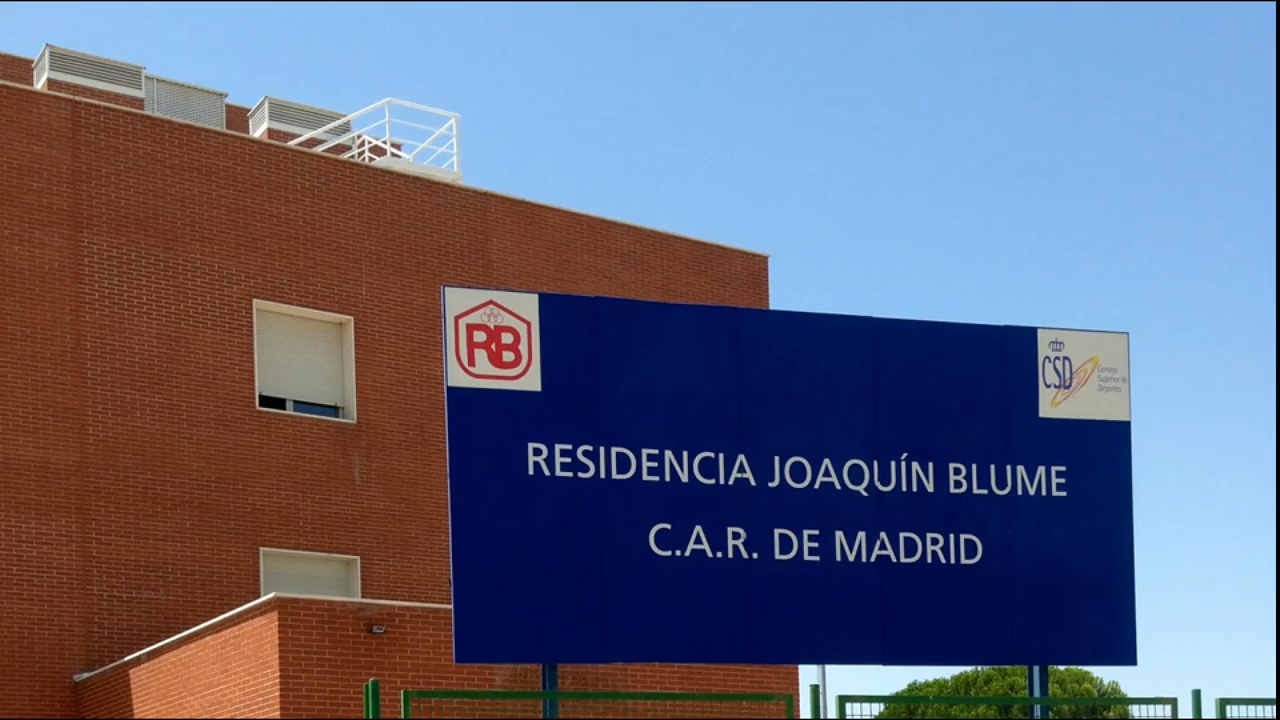 RB
CSD
Consejo
Superior de
Deportes
RESIDENCIA JOAQUÍN BLUME
C.A.R. DE MADRID